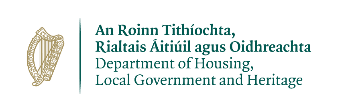 An Roinn Tithíochta,
Rialtais Áitiúil agus Oidhreachta
Department of Housing,
Local Government and Heritage